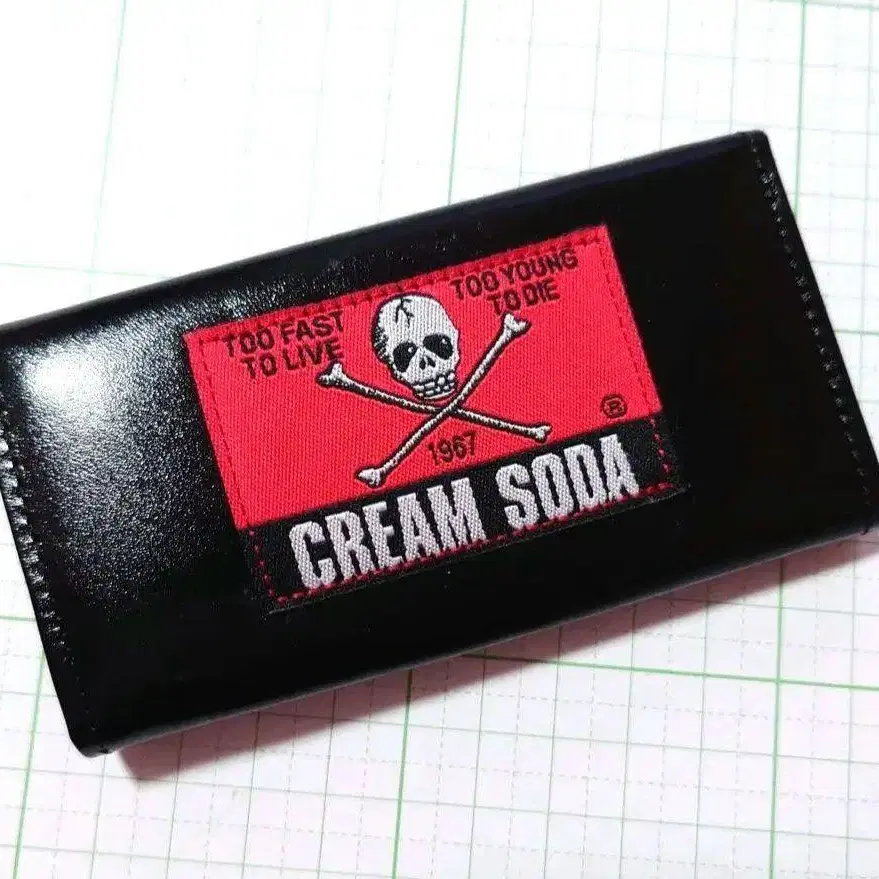 TOO FAST
TO LIVE
TOO YOUNG
TO DIE
®
1967
CREAM SODA